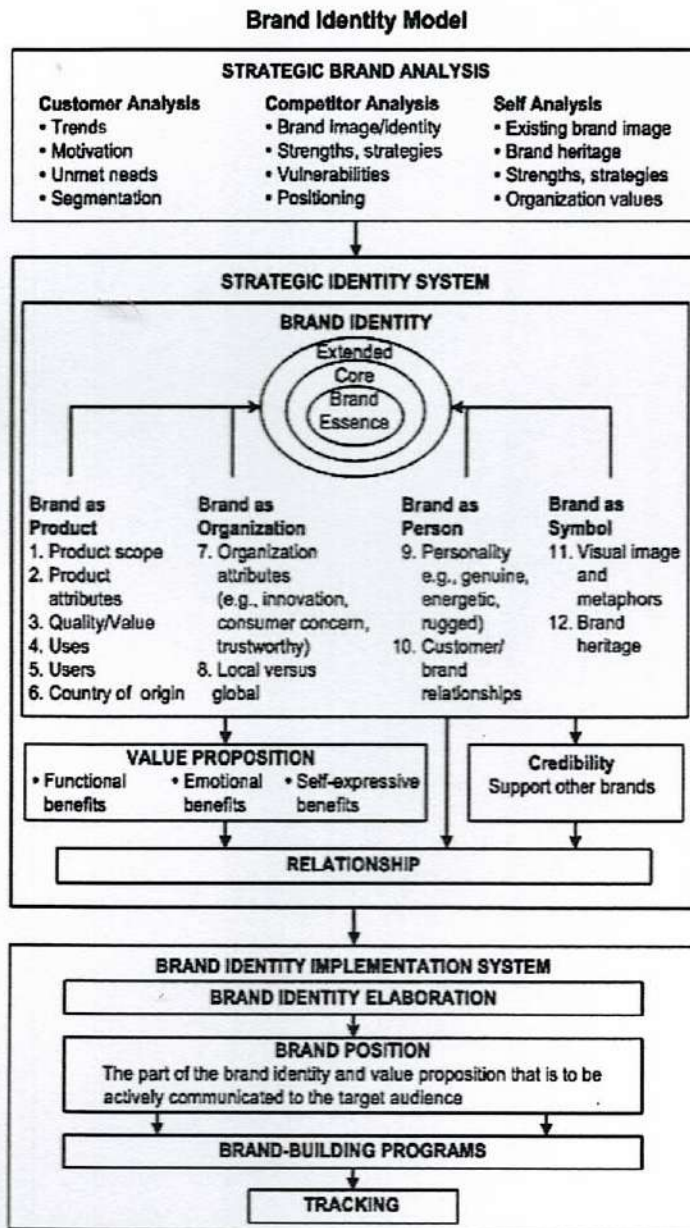 Brand Identity Model
STRATEGIC BRAND ANALYSIS
Customer Analysis
• Trends
• Motivation
• Unmet needs
• Segmentation
Competitor Analysis
• Brand image/identity
• Strengths, strategies
• Vulnerabilities
• Positioning
Self Analysis
• Existing brand image
• Brand heritage
• Strengths, strategies
• Organization values
STRATEGIC IDENTITY SYSTEM
BRAND IDENTITY
Extended
Core
Brand
Essence
Brand as
Product
1. Product scope
2. Product
attributes
3. Quality/Value
4. Uses
5. Users
6. Country of origin
Brand as
Organization
7. Organization
attributes
(e.g., innovation,
consumer concern,
trustworthy)
8. Local versus
global
Brand as
Person
9. Personality
e.g., genuine,
energetic,
rugged)
10. Customer/
brand
relationships
Brand as
Symbol
11. Visual image
and
metaphors
12. Brand
heritage
VALUE PROPOSITION
• Functional
benefits
• Emotional
benefits
• Self-expressive
benefits
Credibility
Support other brands
RELATIONSHIP
BRAND IDENTITY IMPLEMENTATION SYSTEM
BRAND IDENTITY ELABORATION
BRAND POSITION
The part of the brand identity and value proposition that is to be
actively communicated to the target audience
BRAND-BUILDING PROGRAMS
TRACKING